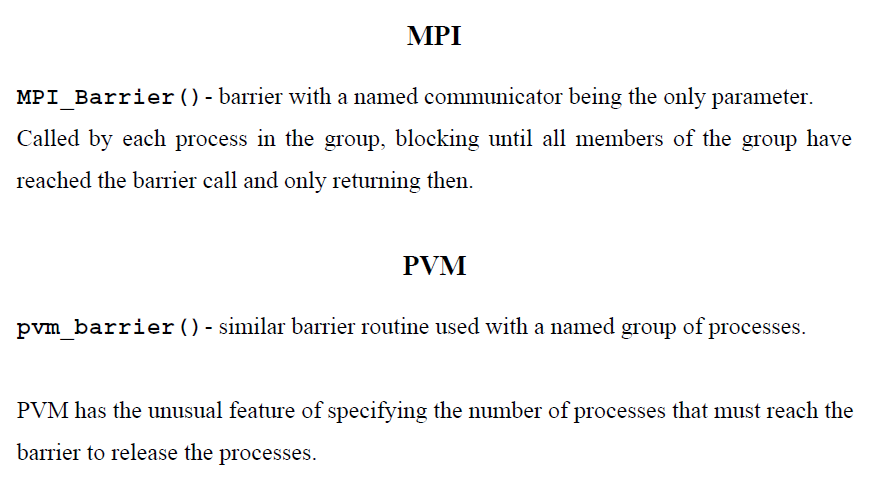 MPI
MPI_Barrier() - barrier with a named communicator being the only parameter.
Called by each process in the group, blocking until all members of the group have
reached the barrier call and only returning then.
PVM
pvm_barrier() - similar barrier routine used with a named group of processes.
PVM has the unusual feature of specifying the number of processes that must reach the
barrier to release the processes.